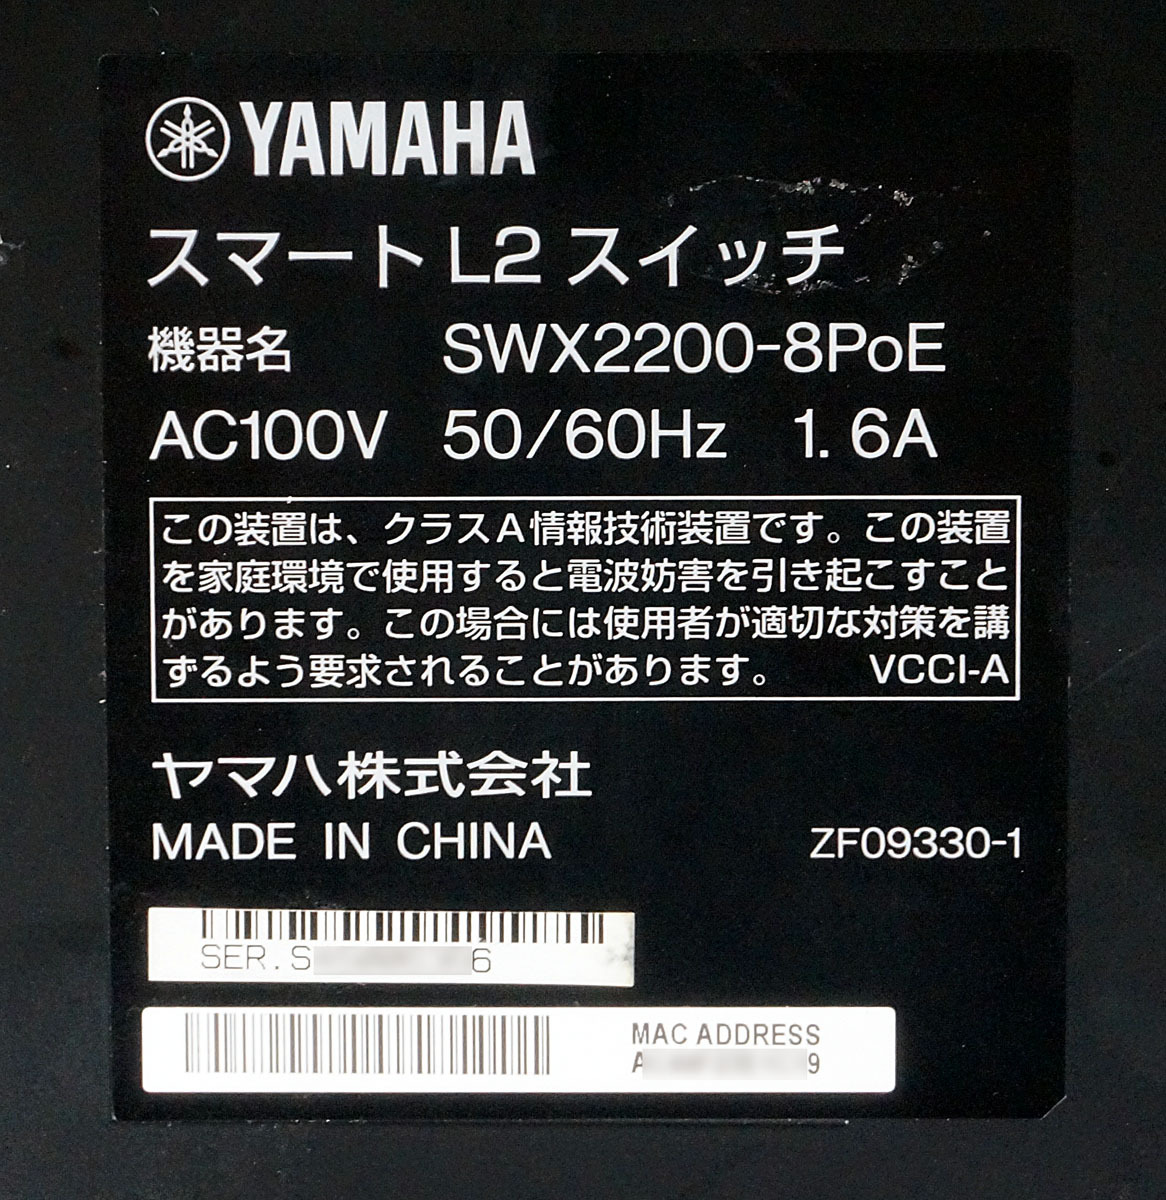 YAMAHA
スマート L2 スイッチ
機器名 SWX2200-8PoE
AC100V 50/60Hz 1.6A
この装置は、クラスA情報技術装置です。この装置
を家庭環境で使用すると電波妨害を引き起こすこと
があります。この場合には使用者が適切な対策を講
ずるよう要求されることがあります。 VCCI-A
ヤマハ株式会社
MADE IN CHINA ZF09330-1
SER.S 6
MAC ADDRESS
A 9